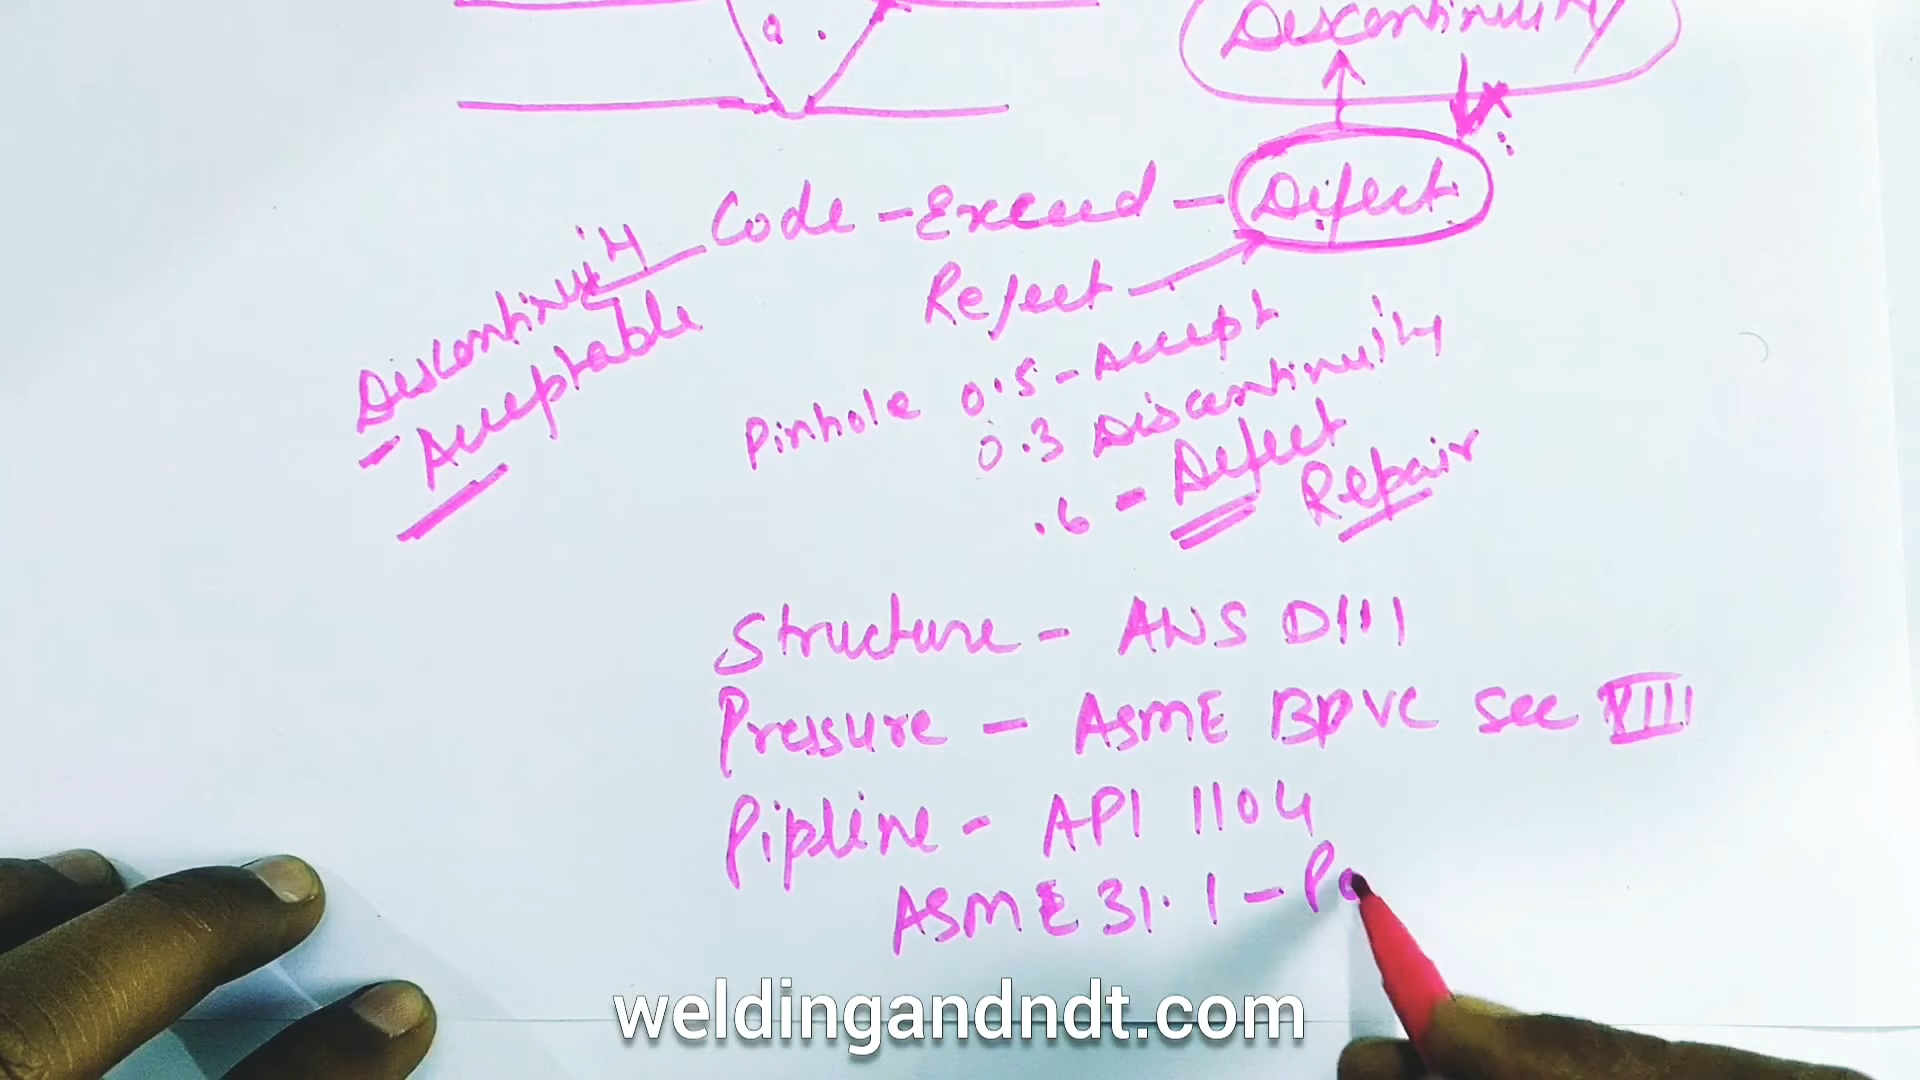 Discontinuity
Code - Exceed - Defect
Discontinuity
- Acceptable
Reject
Pinhole 0.5 - Accept
0.3 Discontinuity
.6 - Defect
Repair
Structure - AWS D1.1
Pressure - ASME BPVC Sec VIII
Pipline - API 1104
ASME 31.1 - Po
weldingandndt.com